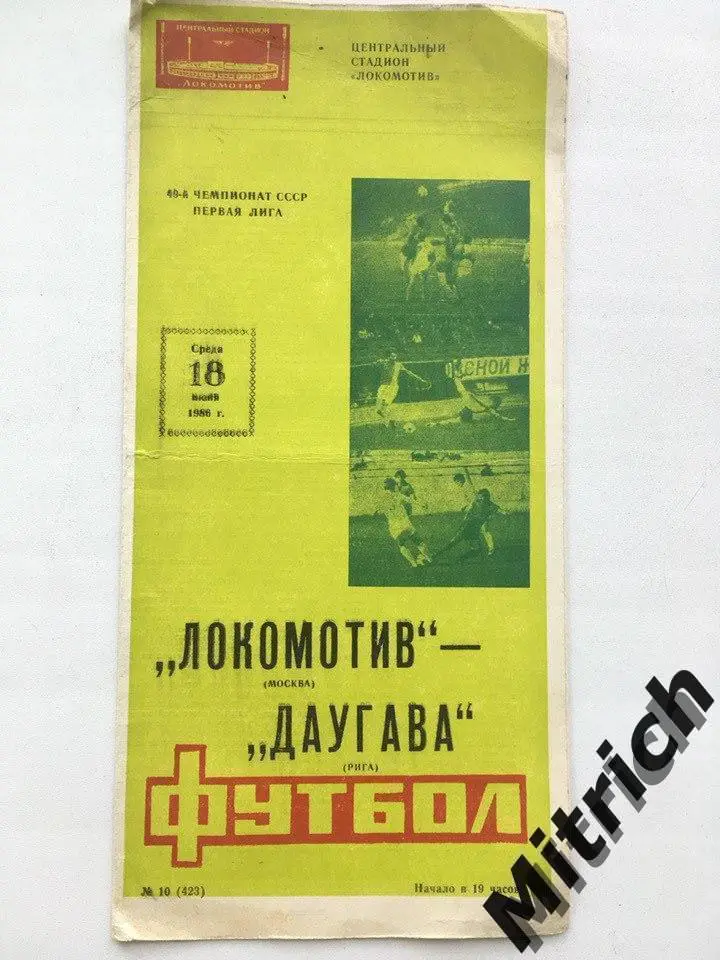 ЦЕНТРАЛЬНЫЙ СТАДИОН
"ЛОКОМОТИВ"
ЦЕНТРАЛЬНЫЙ
СТАДИОН
«ЛОКОМОТИВ»
49-й ЧЕМПИОНАТ СССР
ПЕРВАЯ ЛИГА
Среда
18
июня
1986 г.
СНОЙ Ж
„ЛОКОМОТИВ“—
(МОСКВА)
„ДАУГАВА“
(РИГА)
ФУТБОЛ
№ 10 (423)
Начало в 19 часов
Mitrich